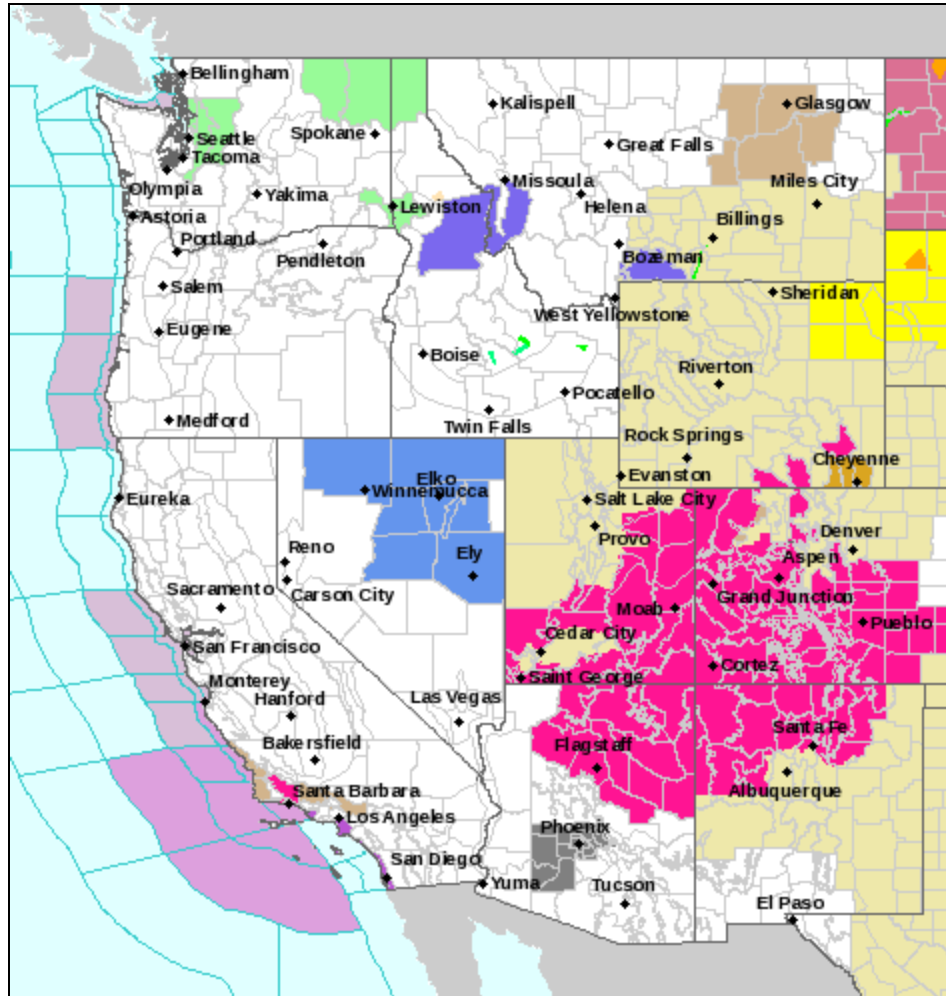 Bellingham
Kalispell
Glasgow
Seattle
Spokane
Great Falls
Tacoma
Missoula
Miles City
Olympia
Yakima
Lewiston
Helena
Astoria
Billings
Portland
Pendleton
Bozeman
Salem
Sheridan
West Yellowstone
Eugene
Boise
Riverton
Pocatello
Medford
Twin Falls
Rock Springs
Cheyenne
Elko
Evanston
Winnemucca
Eureka
Salt Lake City
Denver
Provo
Reno
Ely
Aspen
Sacramento
Carson City
Grand Junction
Moab
Pueblo
Cedar City
San Francisco
Cortez
Saint George
Monterey
Hanford
Las Vegas
Santa Fe
Bakersfield
Flagstaff
Santa Barbara
Albuquerque
Los Angeles
Phoenix
San Diego
Yuma
Tucson
El Paso